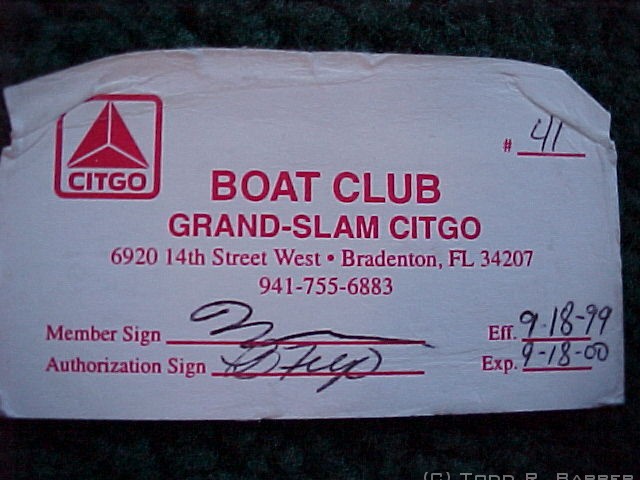 # 41
CITGO
BOAT CLUB
GRAND-SLAM CITGO
6920 14th Street West • Bradenton, FL 34207
941-755-6883
Member Sign
Eff. 9-18-99
Authorization Sign
Exp. 9-18-00
(C) Todd R. Barber